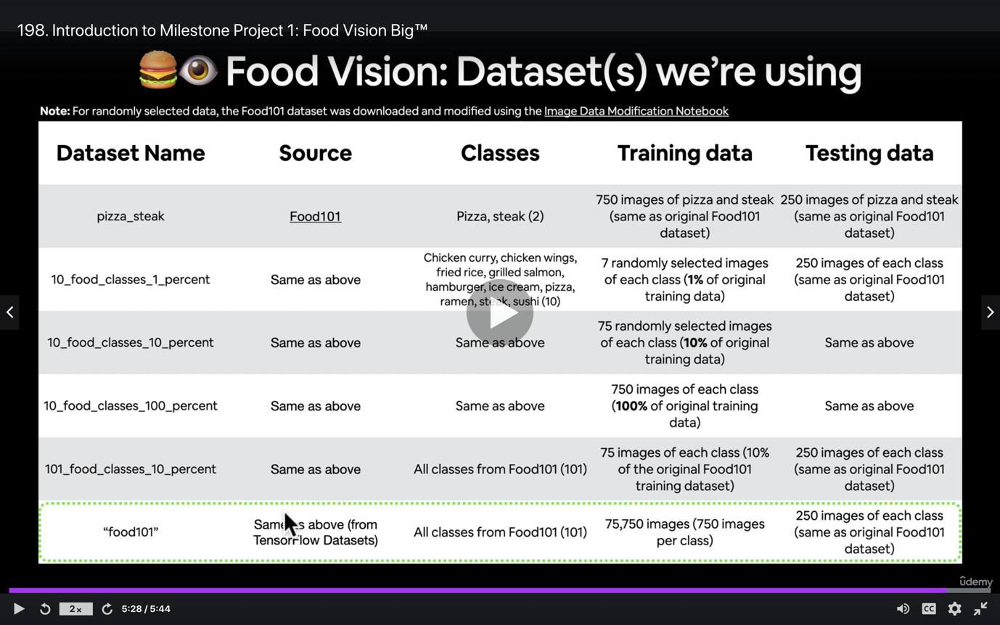 198. Introduction to Milestone Project 1: Food Vision Big™
🍔👁 Food Vision: Dataset(s) we're using
Note: For randomly selected data, the Food101 dataset was downloaded and modified using the Image Data Modification Notebook
Dataset Name Source Classes Training data Testing data
pizza_steak
Food101
Pizza, steak (2)
750 images of pizza and steak
(same as original Food101
dataset)
250 images of pizza and steak
(same as original Food101
dataset)
10_food_classes_1_percent
Same as above
Chicken curry, chicken wings,
fried rice, grilled salmon,
hamburger, ice cream, pizza,
ramen, steak, sushi (10)
7 randomly selected images
of each class (1% of original
training data)
250 images of each class
(same as original Food101
dataset)
10_food_classes_10_percent
Same as above
Same as above
75 randomly selected images
of each class (10% of original
training data)
Same as above
10_food_classes_100_percent
Same as above
Same as above
750 images of each class
(100% of original training
data)
Same as above
101_food_classes_10_percent
Same as above
All classes from Food101 (101)
75 images of each class (10%
of the original Food101
training dataset)
250 images of each class
(same as original Food101
dataset)
“food101”
Same as above (from
TensorFlow Datasets)
All classes from Food101 (101)
75,750 images (750 images
per class)
250 images of each class
(same as original Food101
dataset)
ûdemy
2x
5:28 / 5:44
CC